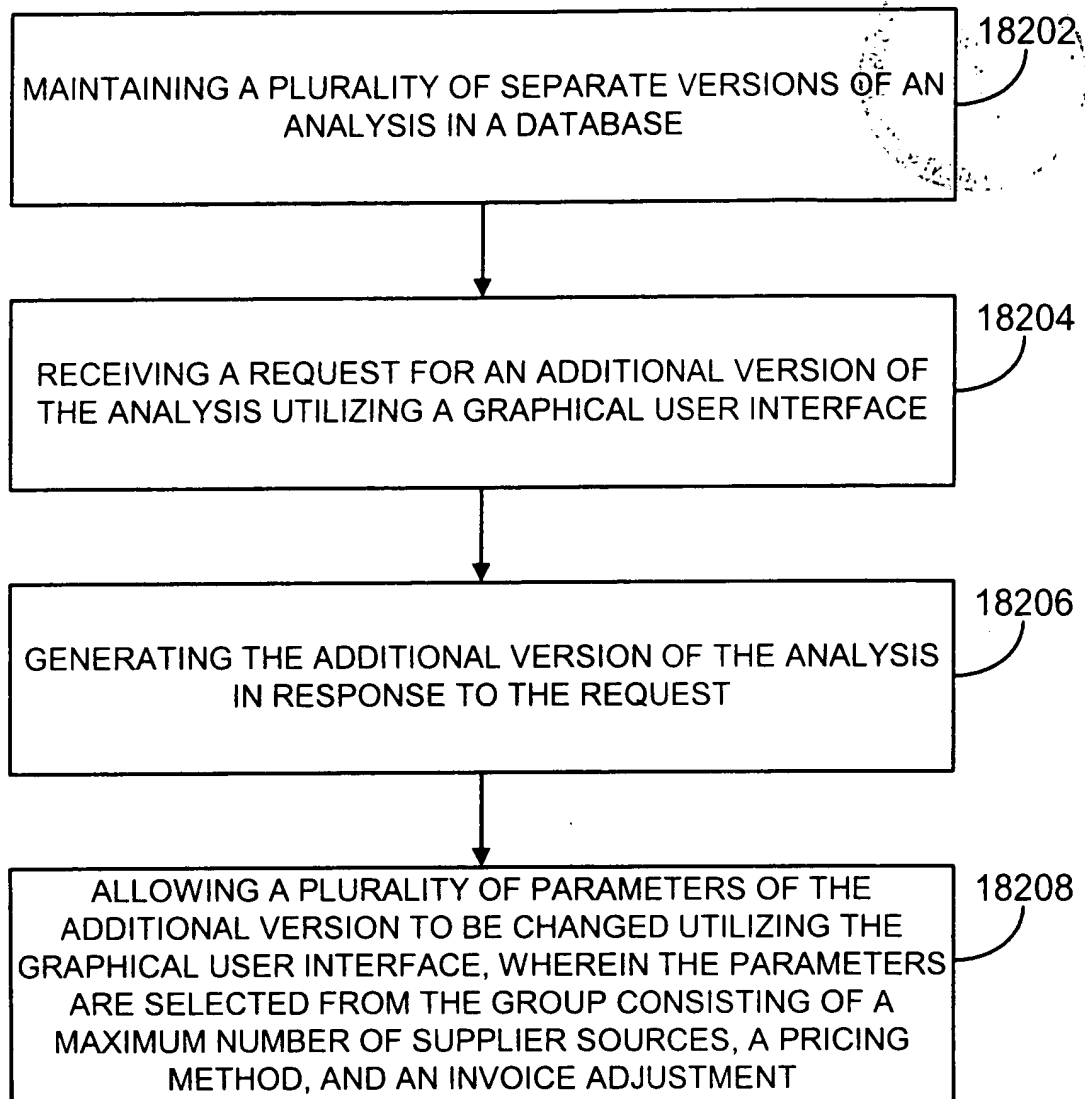 18202
MAINTAINING A PLURALITY OF SEPARATE VERSIONS OF AN
ANALYSIS IN A DATABASE
18204
RECEIVING A REQUEST FOR AN ADDITIONAL VERSION OF
THE ANALYSIS UTILIZING A GRAPHICAL USER INTERFACE
18206
GENERATING THE ADDITIONAL VERSION OF THE ANALYSIS
IN RESPONSE TO THE REQUEST
18208
ALLOWING A PLURALITY OF PARAMETERS OF THE
ADDITIONAL VERSION TO BE CHANGED UTILIZING THE
GRAPHICAL USER INTERFACE, WHEREIN THE PARAMETERS
ARE SELECTED FROM THE GROUP CONSISTING OF A
MAXIMUM NUMBER OF SUPPLIER SOURCES, A PRICING
METHOD, AND AN INVOICE ADJUSTMENT